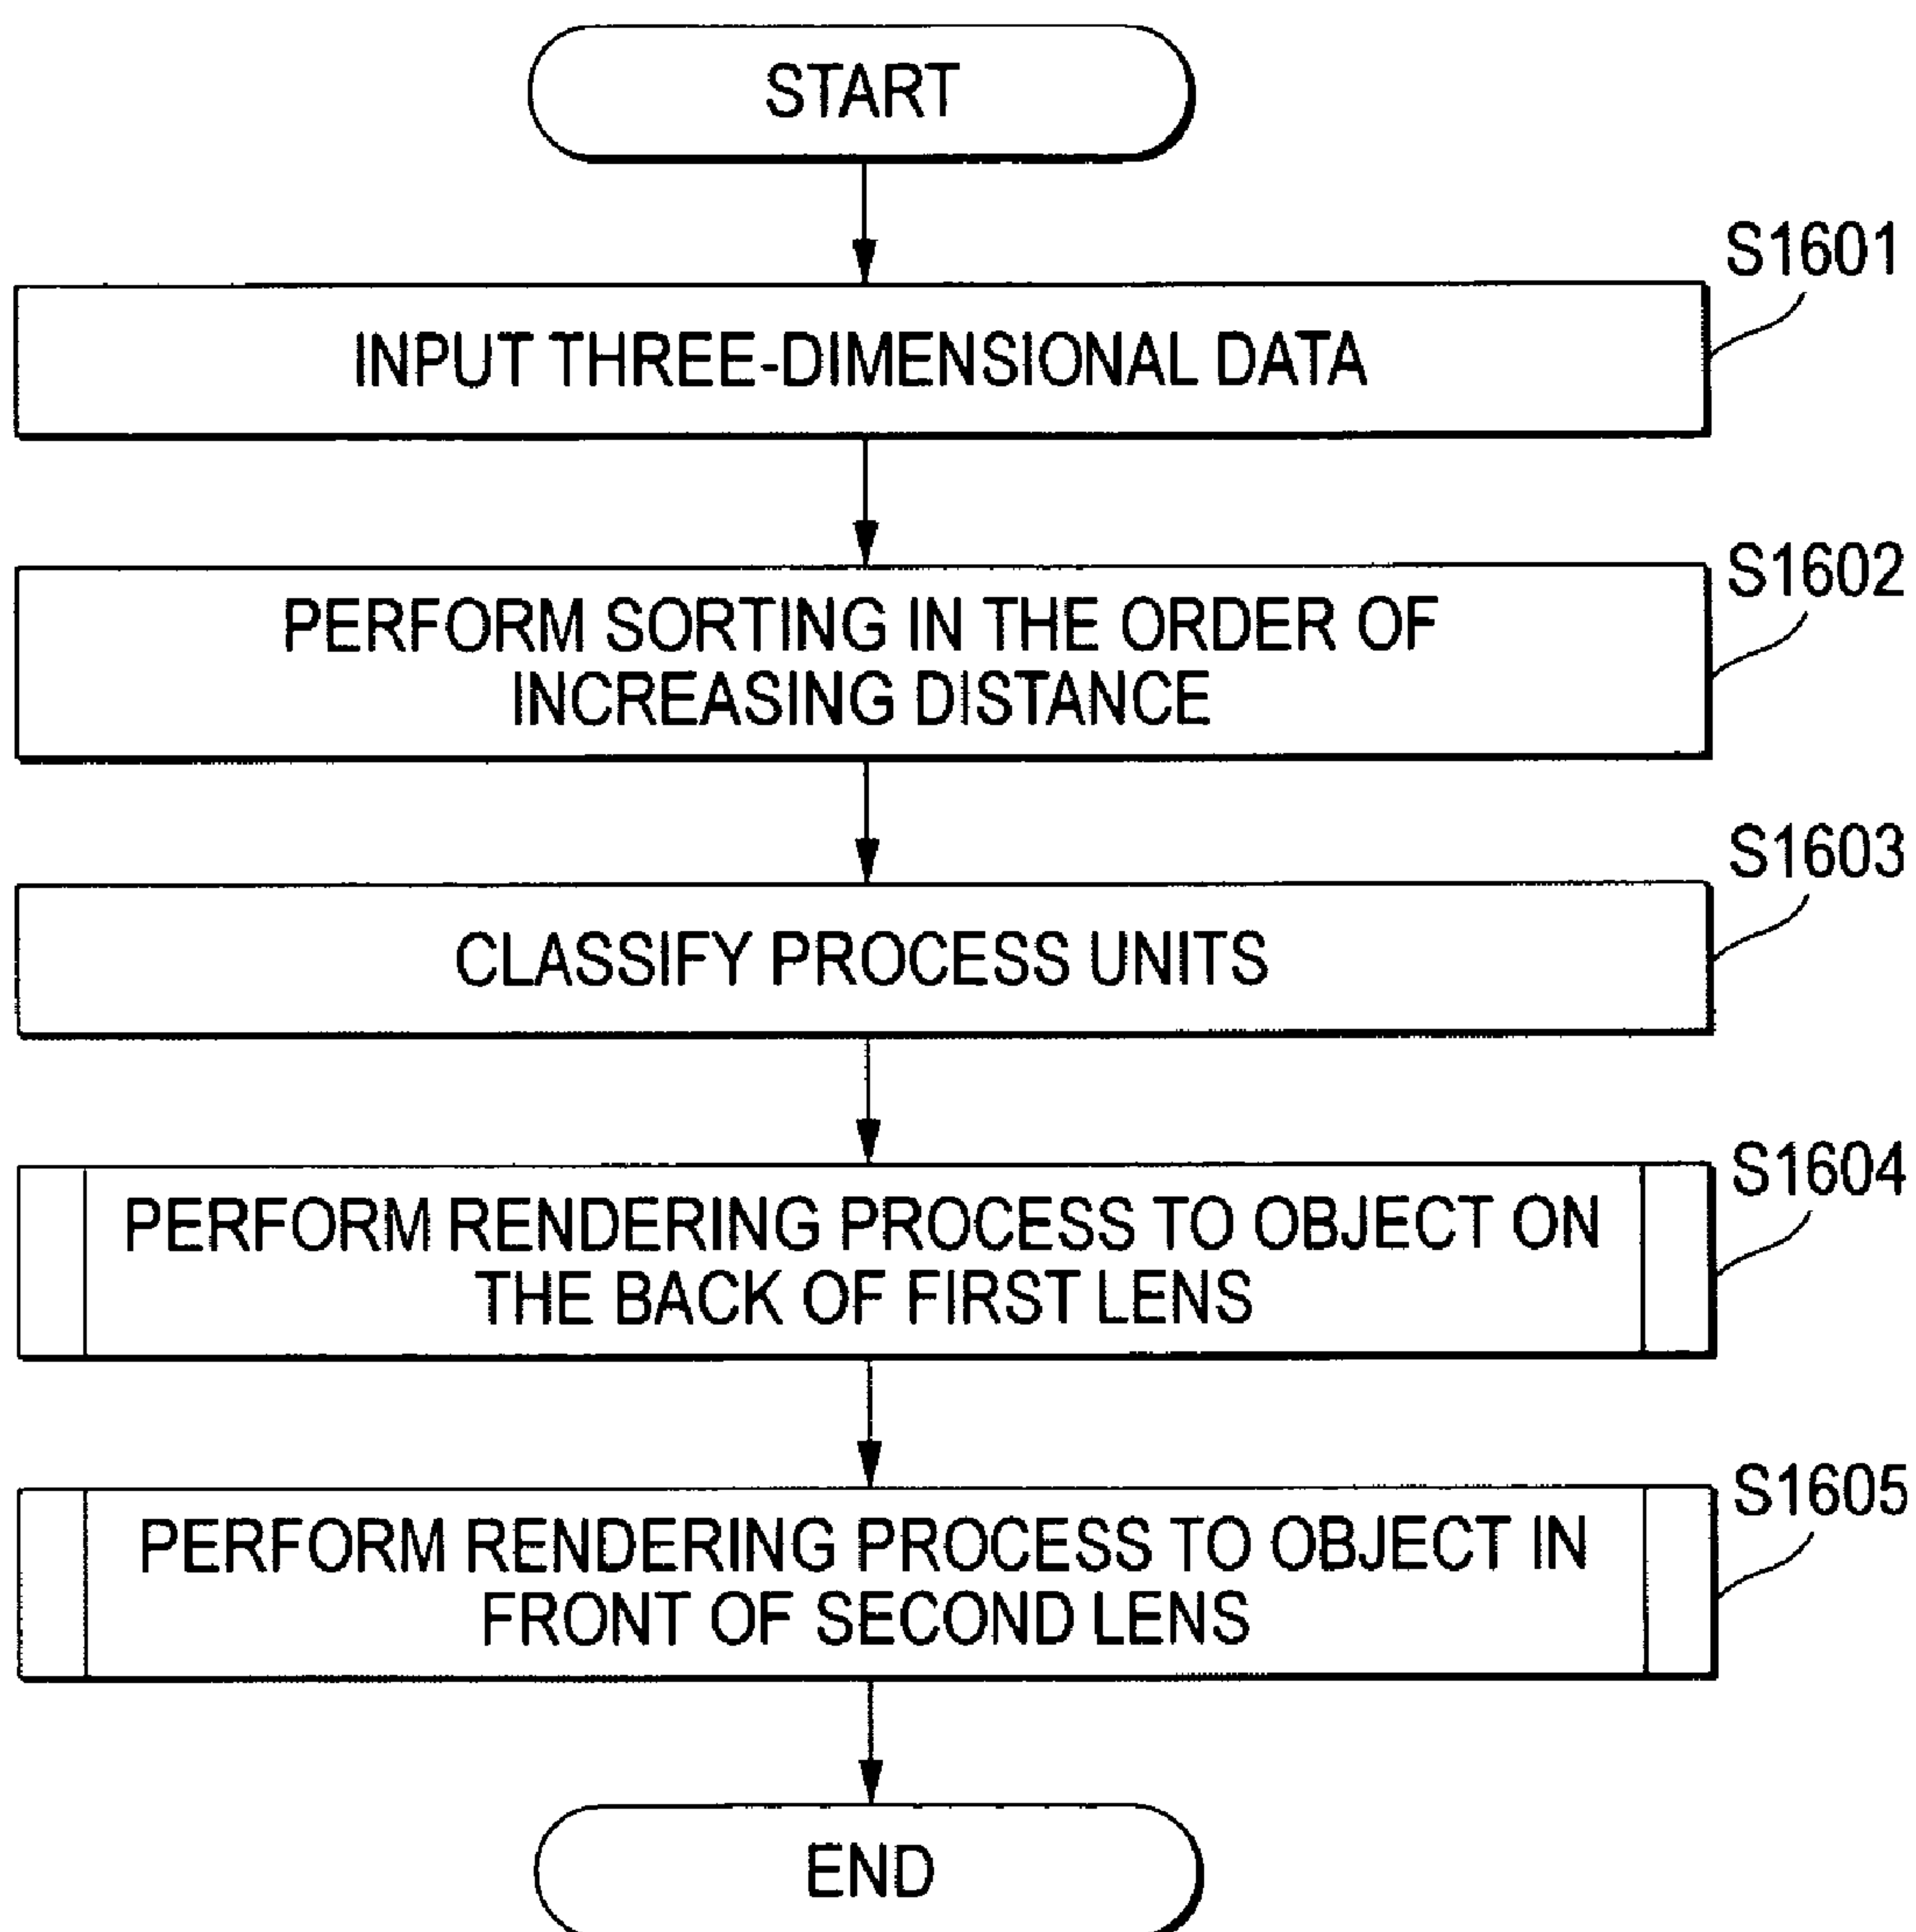 START
S1601
INPUT THREE-DIMENSIONAL DATA
S1602
PERFORM SORTING IN THE ORDER OF
INCREASING DISTANCE
S1603
CLASSIFY PROCESS UNITS
S1604
PERFORM RENDERING PROCESS TO OBJECT ON
THE BACK OF FIRST LENS
S1605
PERFORM RENDERING PROCESS TO OBJECT IN
FRONT OF SECOND LENS
END